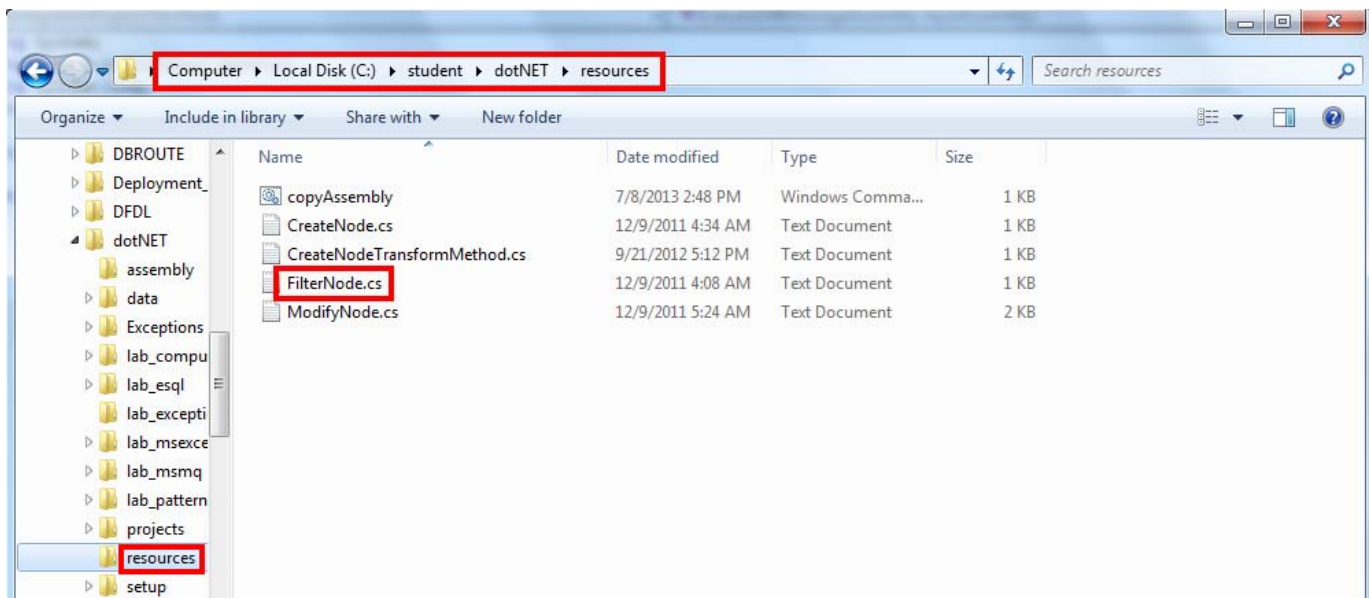 Computer Local Disk (C:) student dotNET resources Search resources
Organize Include in library Share with New folder
DBROUTE
Deployment_
DFDL
dotNET
assembly
data
Exceptions
lab_compu
lab_esql
lab_excepti
lab_msexce
lab_msmq
lab_pattern
projects
resources
setup
Name Date modified Type Size
copyAssembly 7/8/2013 2:48 PM Windows Comma... 1 KB
CreateNode.cs 12/9/2011 4:34 AM Text Document 1 KB
CreateNodeTransformMethod.cs 9/21/2012 5:12 PM Text Document 1 KB
FilterNode.cs 12/9/2011 4:08 AM Text Document 1 KB
ModifyNode.cs 12/9/2011 5:24 AM Text Document 2 KB